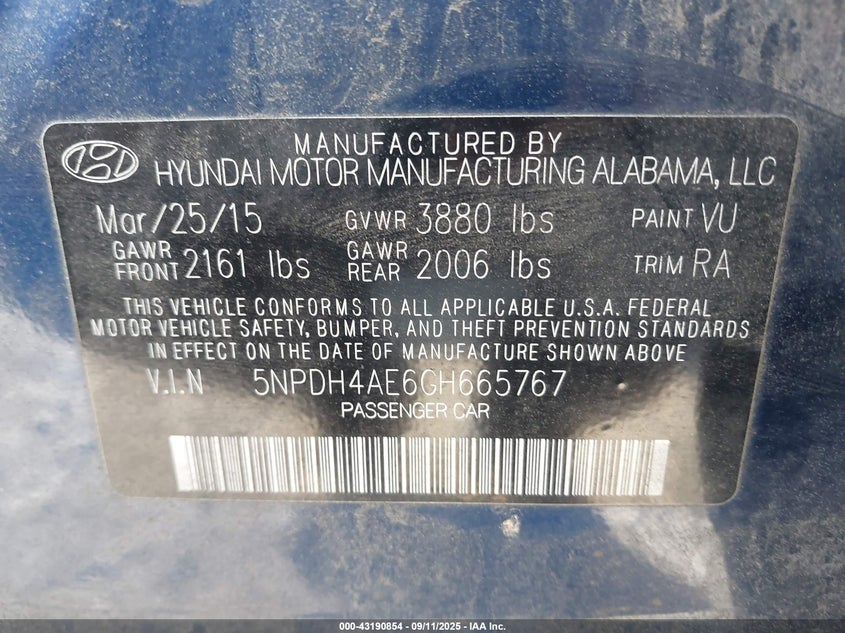 MANUFACTURED BY
HYUNDAI MOTOR MANUFACTURING ALABAMA, LLC
Mar/25/15 GVWR 3880 lbs PAINT VU
GAWR FRONT 2161 lbs GAWR REAR 2006 lbs TRIM RA
THIS VEHICLE CONFORMS TO ALL APPLICABLE U.S.A. FEDERAL
MOTOR VEHICLE SAFETY, BUMPER, AND THEFT PREVENTION STANDARDS
IN EFFECT ON THE DATE OF MANUFACTURE SHOWN ABOVE
V.I.N 5NPDH4AE6GH665767
PASSENGER CAR
000-43190854 - 09/11/2025 - IAA Inc.